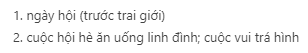 1. ngày hội (trước trai giới)
2. cuộc hội hè ăn uống linh đình; cuộc vui trá hình